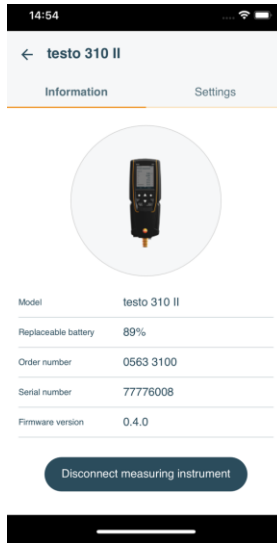 14:54
testo 310 II
Information Settings
Model testo 310 II
Replaceable battery 89%
Order number 0563 3100
Serial number 77776008
Firmware version 0.4.0
Disconnect measuring instrument